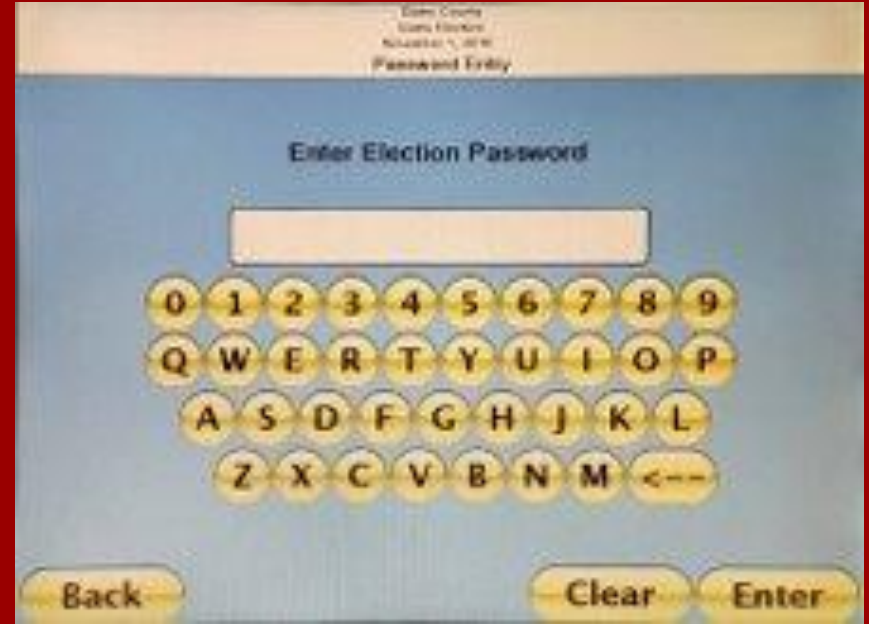 Password Entry
Enter Election Password
0 1 2 3 4 5 6 7 8 9
Q W E R T Y U I O P
A S D F G H J K L
Z X C V B N M <--
Back Clear Enter